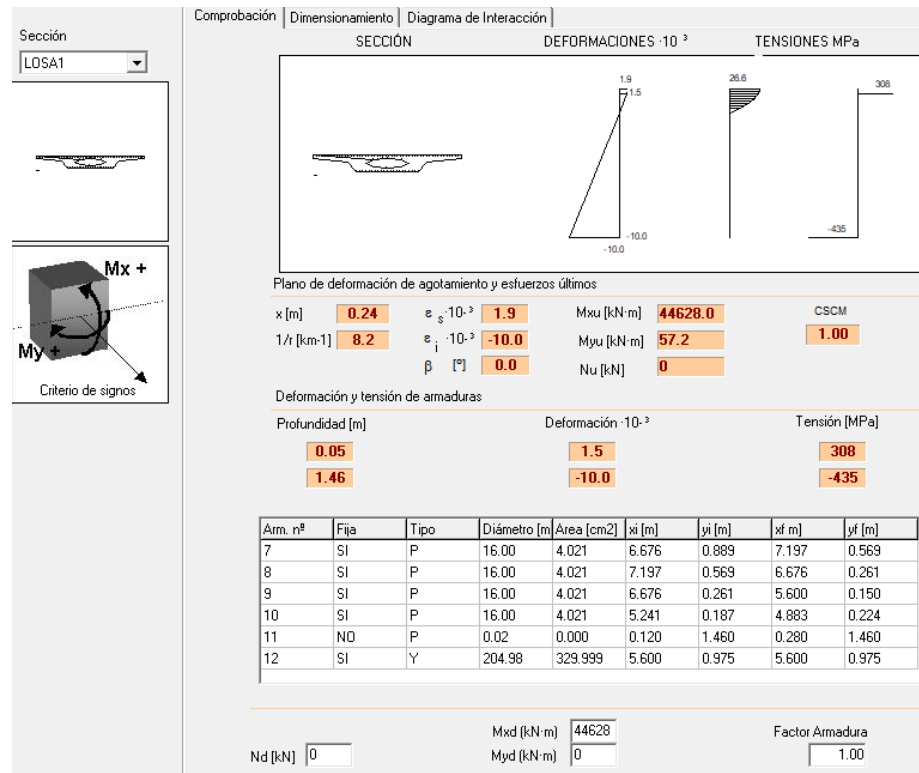 Comprobación Dimensionamiento Diagrama de Interacción
Sección
LOSA1
SECCIÓN DEFORMACIONES ·10 ³ TENSIONES MPa
1.9
1.5
-10.0
-10.0
26.6
308
-435
Mx +
My +
Criterio de signos
Plano de deformación de agotamiento y esfuerzos últimos
x [m] 0.24 ε s ·10-³ 1.9 Mxu [kN·m] 44628.0 CSCM
1/r [km-1] 8.2 ε i ·10-³ -10.0 Myu [kN·m] 57.2 1.00
β [º] 0.0 Nu [kN] 0
Deformación y tensión de armaduras
Profundidad [m] Deformación ·10-³ Tensión [MPa]
0.05 1.5 308
1.46 -10.0 -435
Arm. nª Fija Tipo Diámetro [m Area [cm2] xi [m] yi [m] xf m] yf [m]
7 SI P 16.00 4.021 6.676 0.889 7.197 0.569
8 SI P 16.00 4.021 7.197 0.569 6.676 0.261
9 SI P 16.00 4.021 6.676 0.261 5.600 0.150
10 SI P 16.00 4.021 5.241 0.187 4.883 0.224
11 NO P 0.02 0.000 0.120 1.460 0.280 1.460
12 SI Y 204.98 329.999 5.600 0.975 5.600 0.975
Mxd (kN·m) 44628 Factor Armadura
Nd [kN] 0 Myd (kN·m) 0 1.00